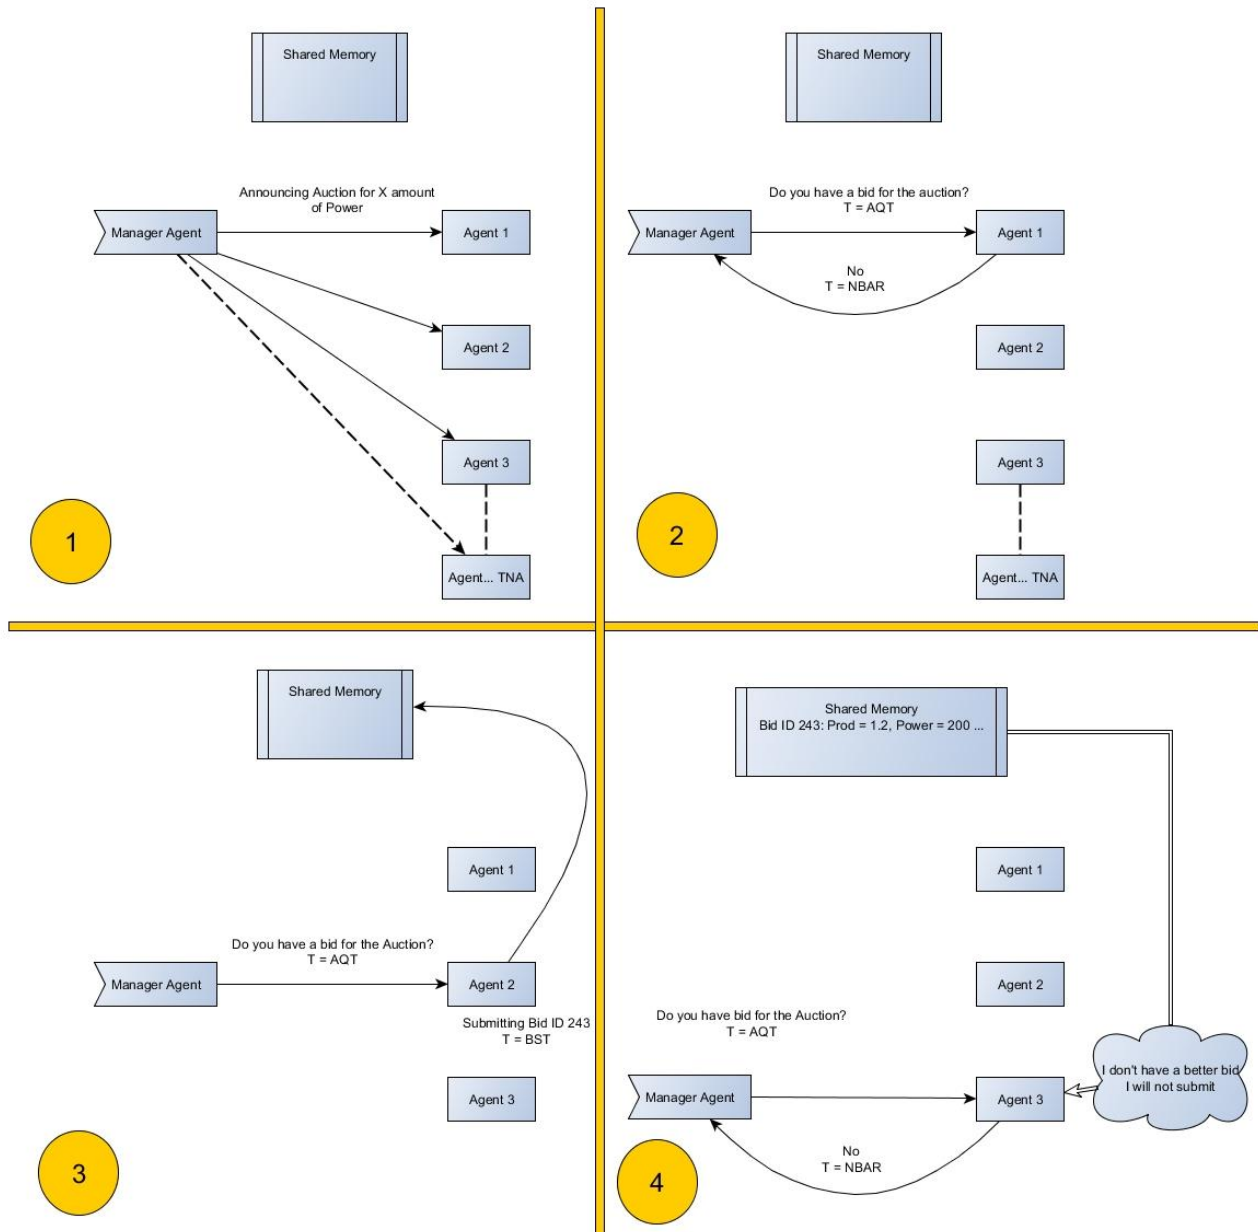 Shared Memory
Announcing Auction for X amount
of Power
Manager Agent
Agent 1
Agent 2
Agent 3
Agent... TNA
1
Shared Memory
Do you have a bid for the auction?
T = AQT
Manager Agent
Agent 1
No
T = NBAR
Agent 2
Agent 3
Agent... TNA
2
Shared Memory
Agent 1
Do you have a bid for the Auction?
T = AQT
Manager Agent
Agent 2
Submitting Bid ID 243
T = BST
Agent 3
3
Shared Memory
Bid ID 243: Prod = 1.2, Power = 200 ...
Agent 1
Agent 2
Do you have bid for the Auction?
T = AQT
I don't have a better bid
I will not submit
Manager Agent
Agent 3
No
T = NBAR
4